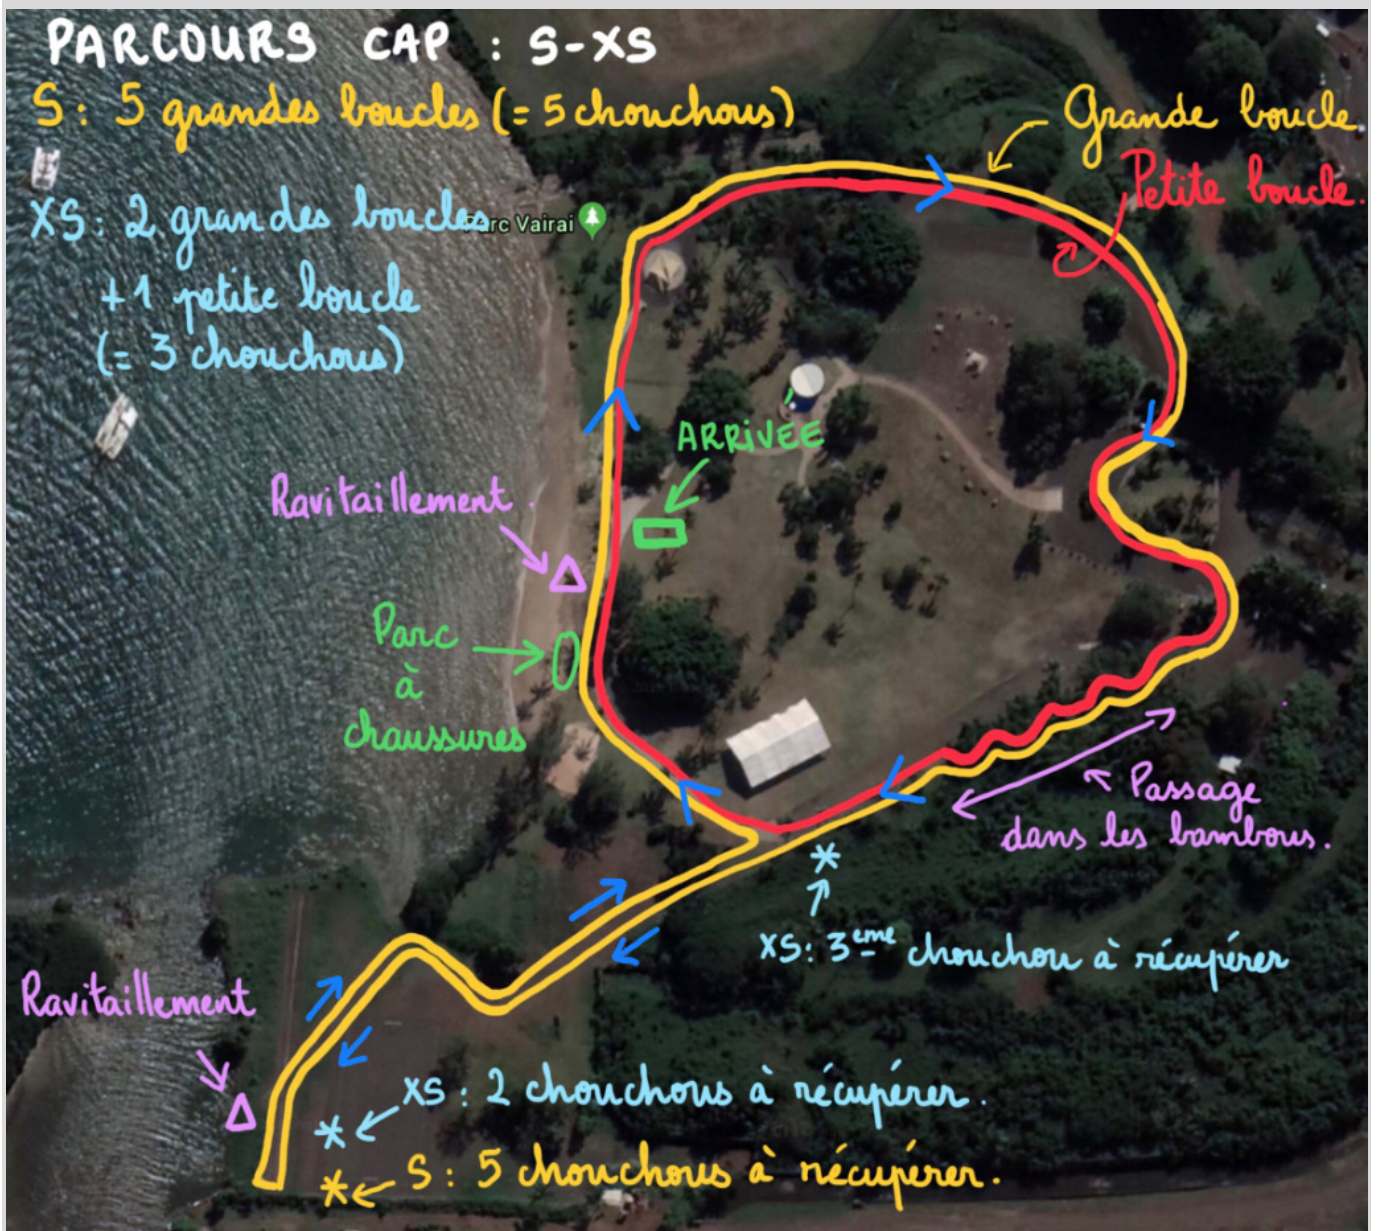 PARCOURS CAP : S-XS
S: 5 grandes boucles (= 5 chouchous)
Grande boucle.
Petite boucle.
XS: 2 grandes boucles
+1 petite boucle
(= 3 chouchous)
Parc Vairai
ARRIVEE
Ravitaillement.
Parc
à
chaussures
Passage
dans les bambous.
XS: 3eme chouchou à récupérer
Ravitaillement
XS: 2 chouchous à récupérer.
S: 5 chouchous à récupérer.